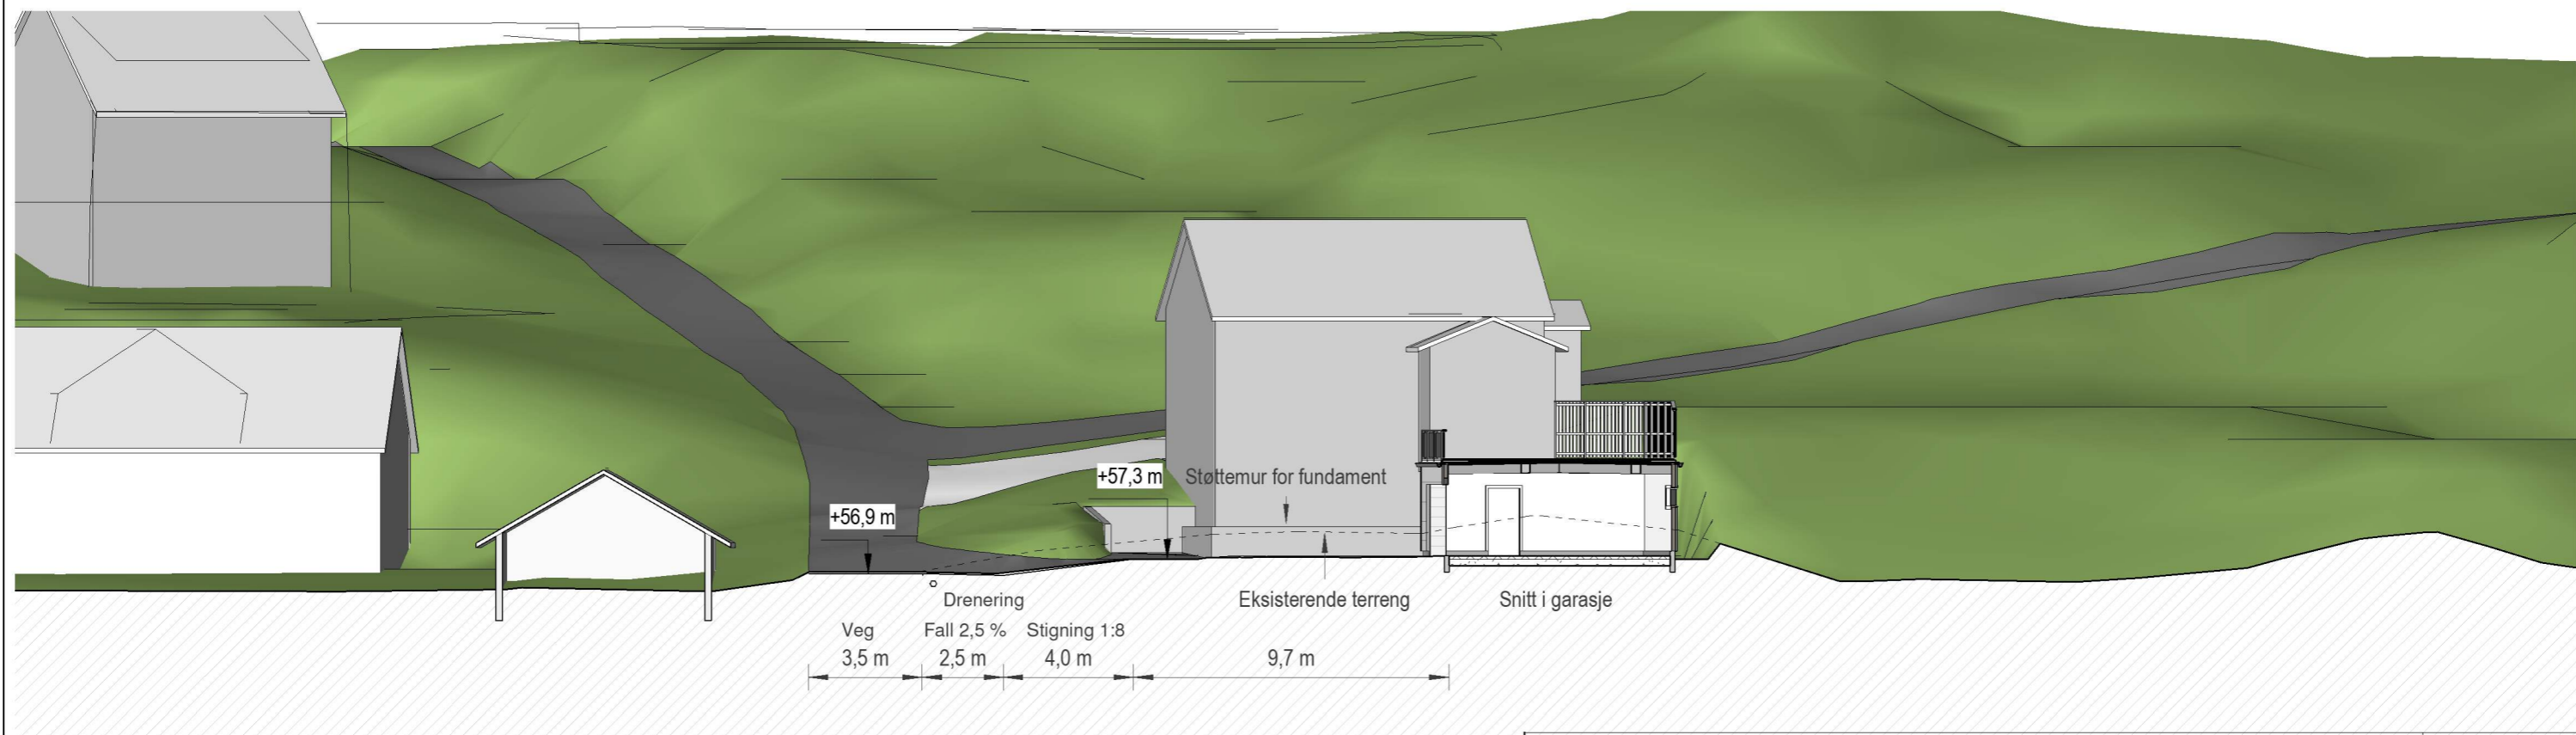 +57,3 m
Støttemur for fundament
+56,9 m
Drenering
Eksisterende terreng
Snitt i garasje
Veg
Fall 2,5 %
Stigning 1:8
3,5 m
2,5 m
4,0 m
9,7 m